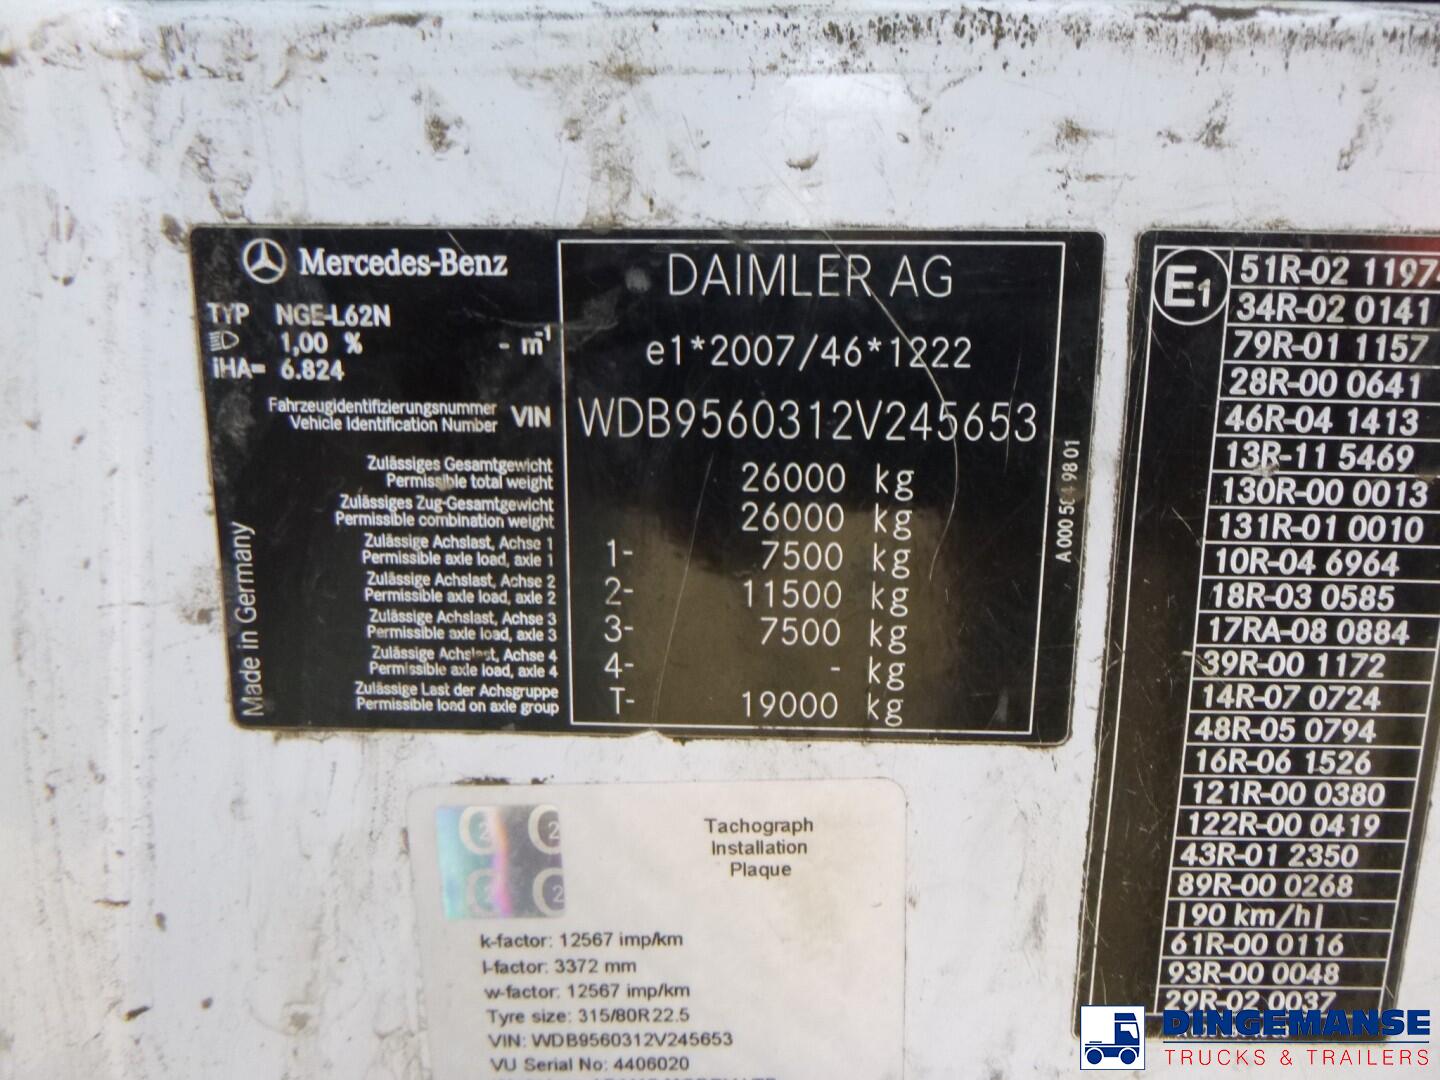 Mercedes-Benz
TYP NGE-L62N
1,00 % - m-1
iHA= 6.824
Fahrzeugidentifizierungsnummer
Vehicle Identification Number VIN
Zulässiges Gesamtgewicht
Permissible total weight
Zulässiges Zug-Gesamtgewicht
Permissible combination weight
Zulässige Achslast, Achse 1
Permissible axle load, axle 1
Zulässige Achslast, Achse 2
Permissible axle load, axle 2
Zulässige Achslast, Achse 3
Permissible axle load, axle 3
Zulässige Achslast, Achse 4
Permissible axle load, axle 4
Zulässige Last der Achsgruppe
Permissible load on axle group
Made in Germany
DAIMLER AG
e1*2007/46*1222
WDB9560312V245653
26000 kg
26000 kg
1- 7500 kg
2- 11500 kg
3- 7500 kg
4- - kg
T- 19000 kg
A 000 98 01
E1
51R-02 1197
34R-02 0141
79R-01 1157
28R-00 0641
46R-04 1413
13R-11 5469
130R-00 0013
131R-01 0010
10R-04 6964
18R-03 0585
17RA-08 0884
39R-00 1172
14R-07 0724
48R-05 0794
16R-06 1526
121R-00 0380
122R-00 0419
43R-01 2350
89R-00 0268
|90 km/h|
61R-00 0116
93R-00 0048
29R-02 0037
Tachograph
Installation
Plaque
k-factor: 12567 imp/km
l-factor: 3372 mm
w-factor: 12567 imp/km
Tyre size: 315/80R22.5
VIN: WDB9560312V245653
VU Serial No: 4406020
DINGEMANSE
TRUCKS & TRAILERS